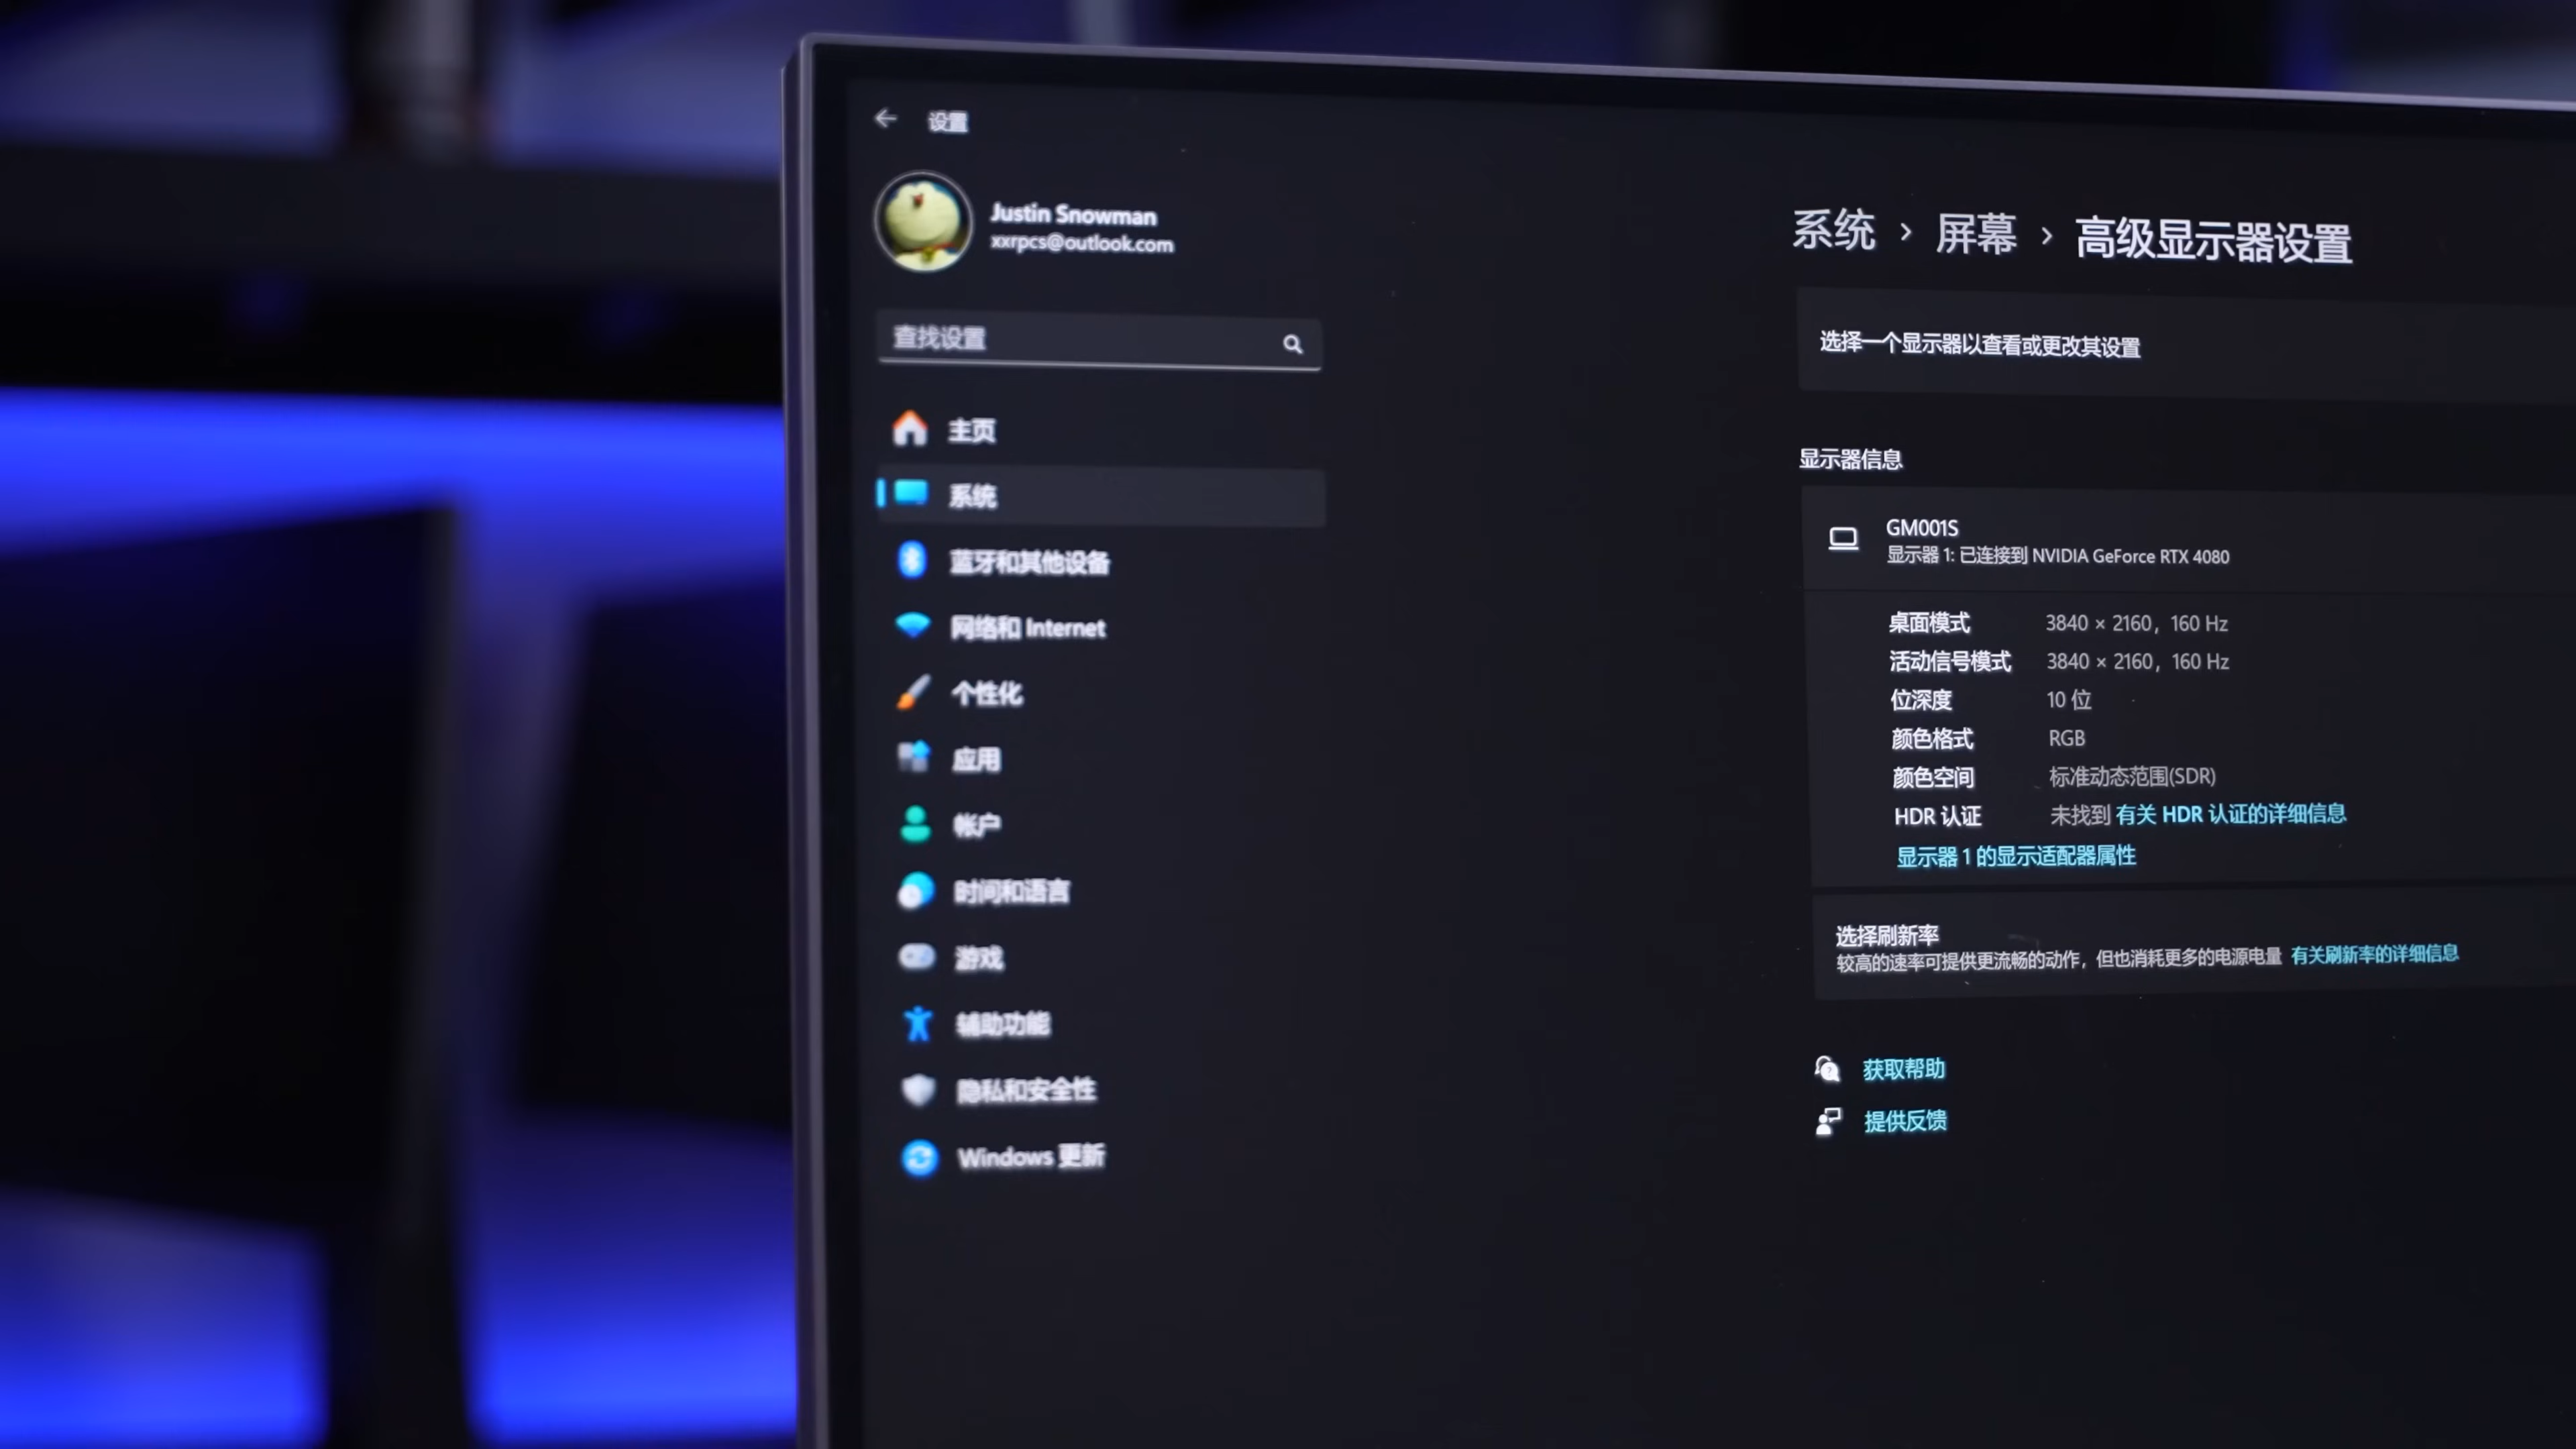 设置
Justin Snowman
xxrpcs@outlook.com
查找设置
主页
系统
蓝牙和其他设备
网络和 Internet
个性化
应用
帐户
时间和语言
游戏
辅助功能
隐私和安全性
Windows 更新
系统 › 屏幕 › 高级显示器设置
选择一个显示器以查看或更改其设置
显示器信息
GM001S
显示器 1: 已连接到 NVIDIA GeForce RTX 4080
桌面模式 3840 × 2160，160 Hz
活动信号模式 3840 × 2160，160 Hz
位深度 10 位
颜色格式 RGB
颜色空间 标准动态范围(SDR)
HDR 认证 未找到 有关 HDR 认证的详细信息
显示器 1 的显示适配器属性
选择刷新率
较高的速率可提供更流畅的动作，但也消耗更多的电源电量 有关刷新率的详细信息
获取帮助
提供反馈